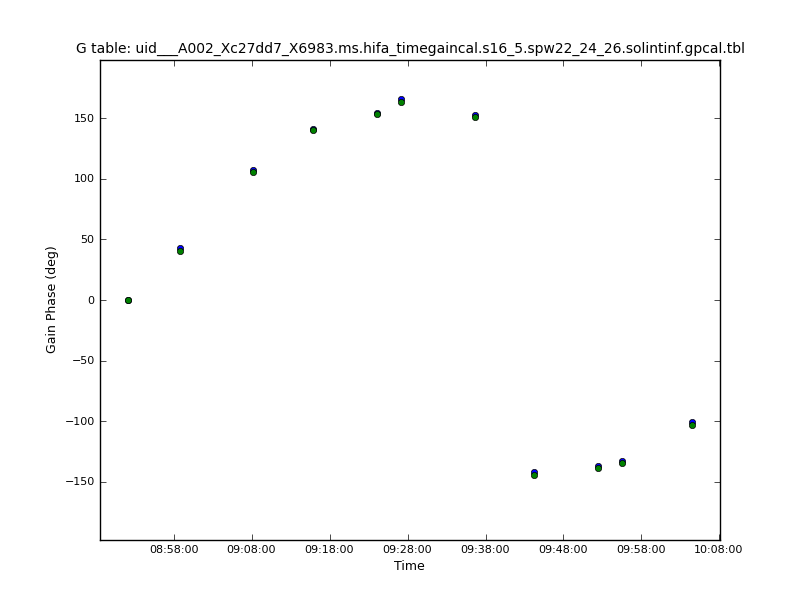 G table: uid___A002_Xc27dd7_X6983.ms.hifa_timegaincal.s16_5.spw22_24_26.solintinf.gpcal.tbl
150
100
50
0
−50
−100
−150
Gain Phase (deg)
08:58:00 09:08:00 09:18:00 09:28:00 09:38:00 09:48:00 09:58:00 10:08:00
Time